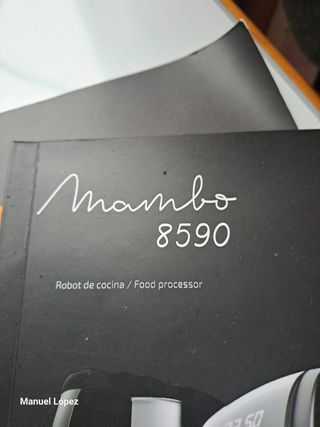 Mambo
8590
Robot de cocina / Food processor
Manuel López